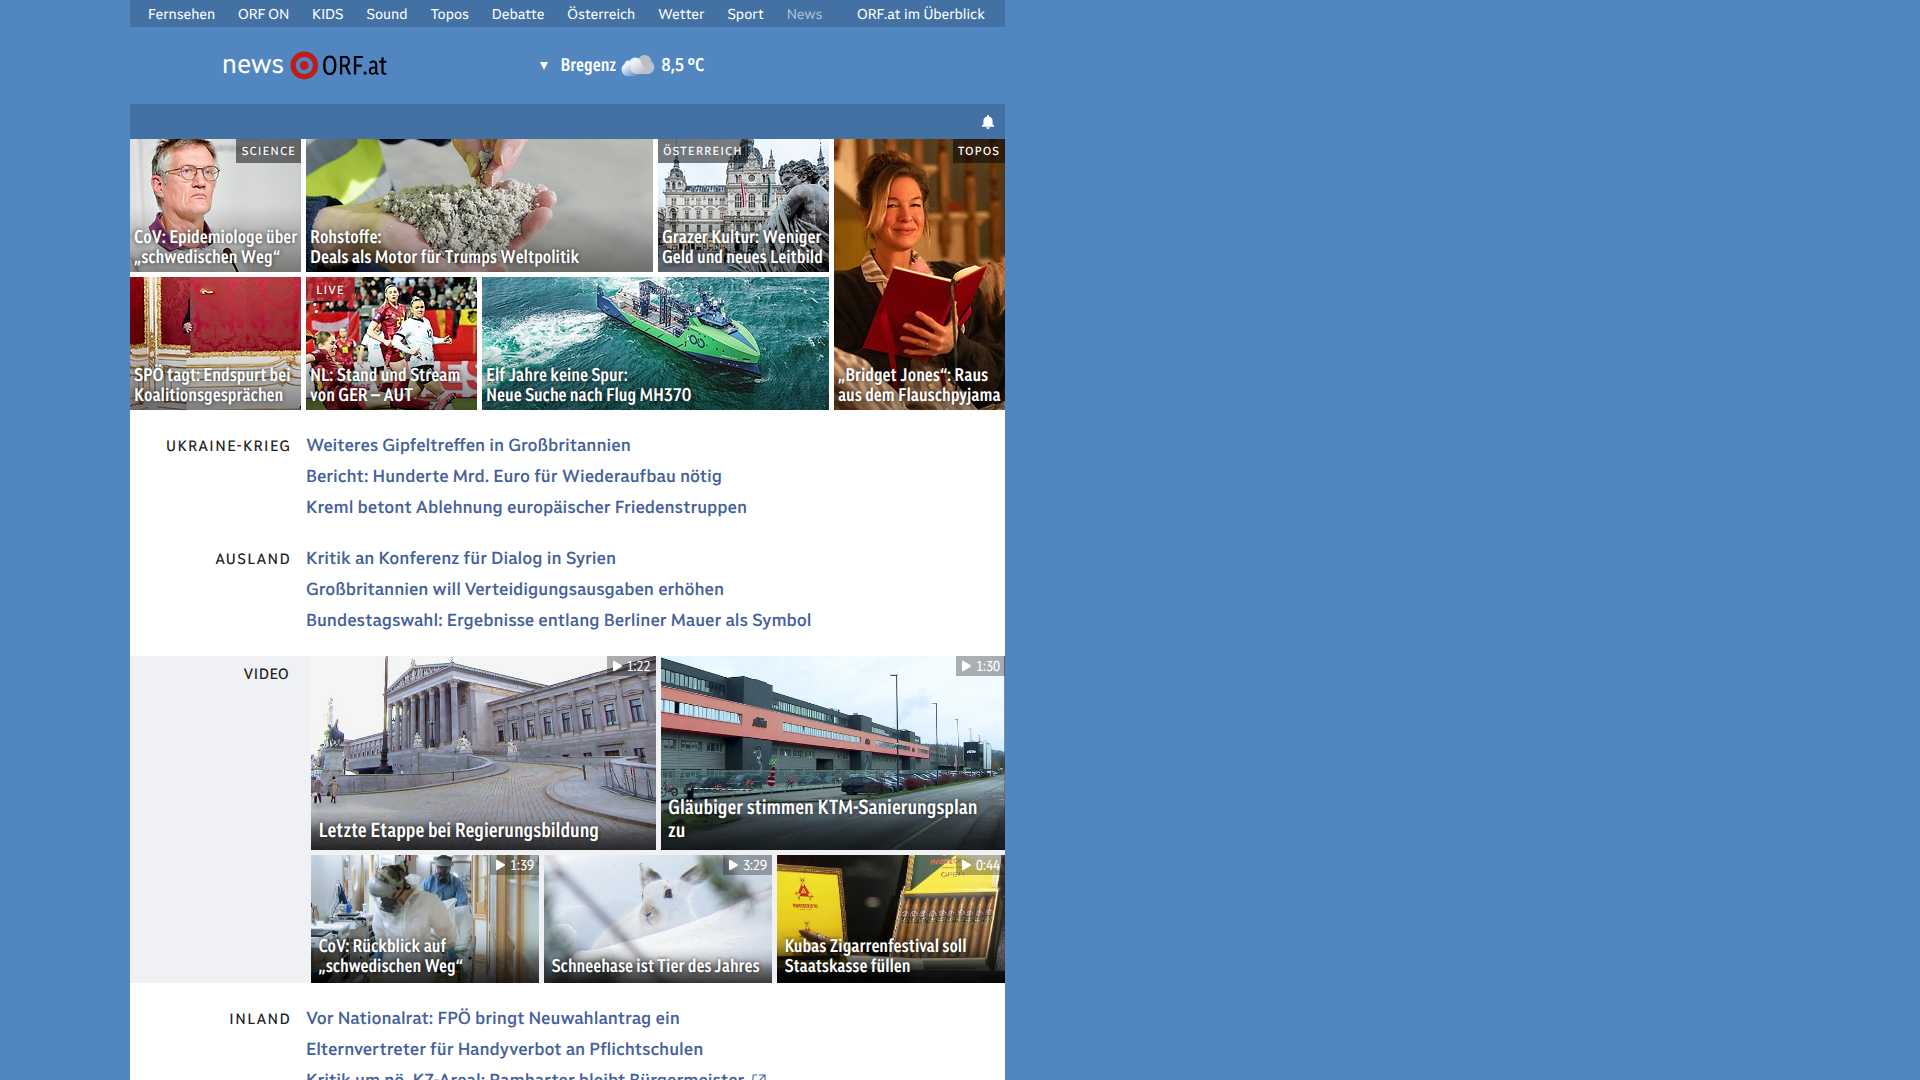 Fernsehen ORF ON KIDS Sound Topos Debatte Österreich Wetter Sport News ORF.at im Überblick
news ORF.at
Bregenz 8,5 °C
SCIENCE
CoV: Epidemiologe über
„schwedischen Weg“
Rohstoffe:
Deals als Motor für Trumps Weltpolitik
ÖSTERREICH
Grazer Kultur: Weniger
Geld und neues Leitbild
TOPOS
„Bridget Jones“: Raus
aus dem Flauschpyjama
SPÖ tagt: Endspurt bei
Koalitionsgesprächen
LIVE
NL: Stand und Stream
von GER – AUT
Elf Jahre keine Spur:
Neue Suche nach Flug MH370
UKRAINE-KRIEG
Weiteres Gipfeltreffen in Großbritannien
Bericht: Hunderte Mrd. Euro für Wiederaufbau nötig
Kreml betont Ablehnung europäischer Friedenstruppen
AUSLAND
Kritik an Konferenz für Dialog in Syrien
Großbritannien will Verteidigungsausgaben erhöhen
Bundestagswahl: Ergebnisse entlang Berliner Mauer als Symbol
VIDEO
1:22
Letzte Etappe bei Regierungsbildung
1:30
Gläubiger stimmen KTM-Sanierungsplan
zu
1:39
CoV: Rückblick auf
„schwedischen Weg“
3:29
Schneehase ist Tier des Jahres
0:44
Kubas Zigarrenfestival soll
Staatskasse füllen
INLAND
Vor Nationalrat: FPÖ bringt Neuwahlantrag ein
Elternvertreter für Handyverbot an Pflichtschulen
Kritik um nö. KZ-Areal: Ramharter bleibt Bürgermeister